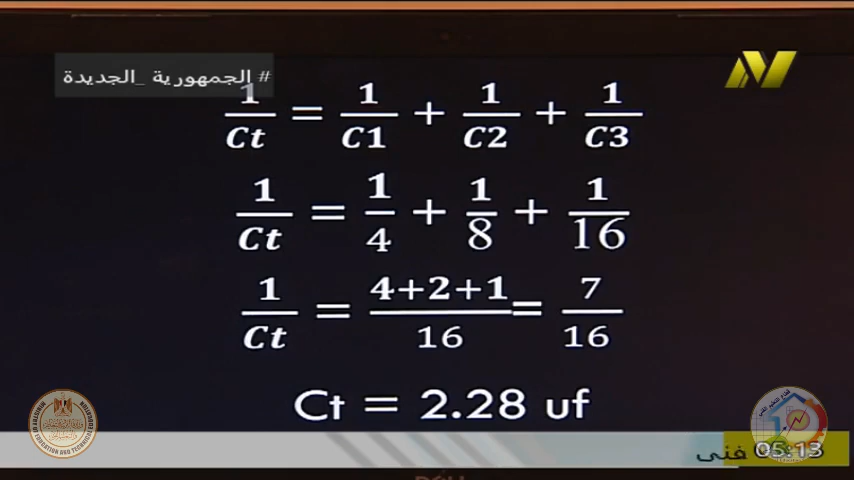 # الجمهورية _الجديدة
1/Ct = 1/C1 + 1/C2 + 1/C3
1/Ct = 1/4 + 1/8 + 1/16
1/Ct = 4+2+1/16 = 7/16
Ct = 2.28 uf
05:13
فنى